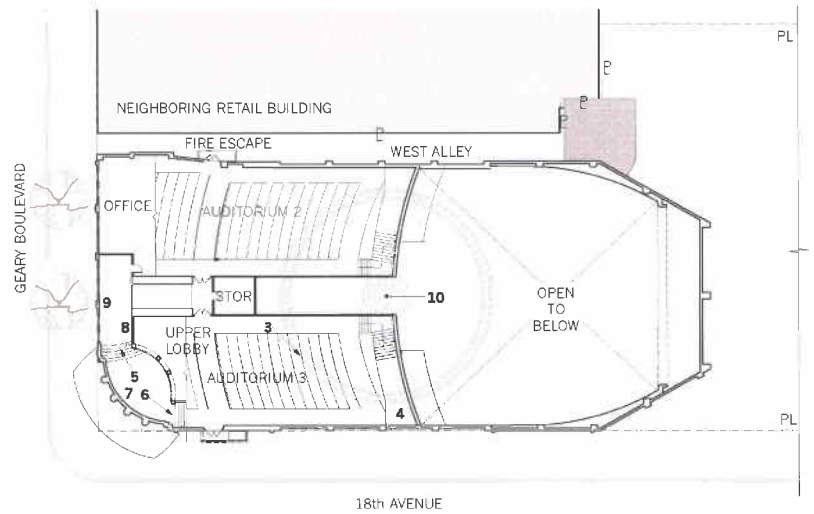 PL
NEIGHBORING RETAIL BUILDING
FIRE ESCAPE
WEST ALLEY
GEARY BOULEVARD
OFFICE
AUDITORIUM 2
STOR
10
9
8
UPPER
LOBBY
3
OPEN
TO
BELOW
5
7 6
AUDITORIUM 3
4
PL
18th AVENUE